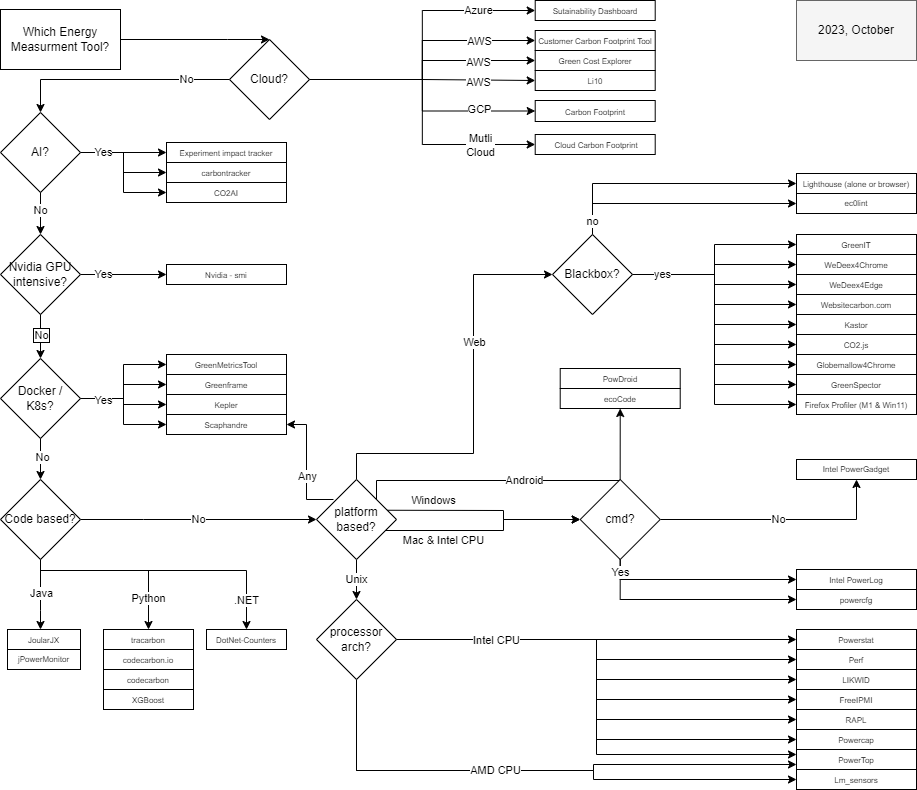 Which Energy
Measurment Tool?
2023, October
Cloud?
Azure
Sutainability Dashboard
AWS
Customer Carbon Footprint Tool
AWS
Green Cost Explorer
AWS
Li10
GCP
Carbon Footprint
Mutli
Cloud
Cloud Carbon Footprint
No
AI?
Yes
Experiment impact tracker
carbontracker
CO2AI
No
Nvidia GPU
intensive?
Yes
Nvidia - smi
No
Docker /
K8s?
Yes
GreenMetricsTool
Greenframe
Kepler
Scaphandre
No
Code based?
No
Any
platform
based?
Web
Blackbox?
no
Lighthouse (alone or browser)
ec0lint
yes
GreenIT
WeDeex4Chrome
WeDeex4Edge
Websitecarbon.com
Kastor
CO2.js
Globemallow4Chrome
GreenSpector
Firefox Profiler (M1 & Win11)
PowDroid
ecoCode
Android
Windows
Mac & Intel CPU
cmd?
No
Intel PowerGadget
Yes
Intel PowerLog
powercfg
Java
JoularJX
jPowerMonitor
Python
tracarbon
codecarbon.io
codecarbon
XGBoost
.NET
DotNet-Counters
Unix
processor
arch?
Intel CPU
Powerstat
Perf
LIKWID
FreeIPMI
RAPL
Powercap
PowerTop
AMD CPU
Lm_sensors